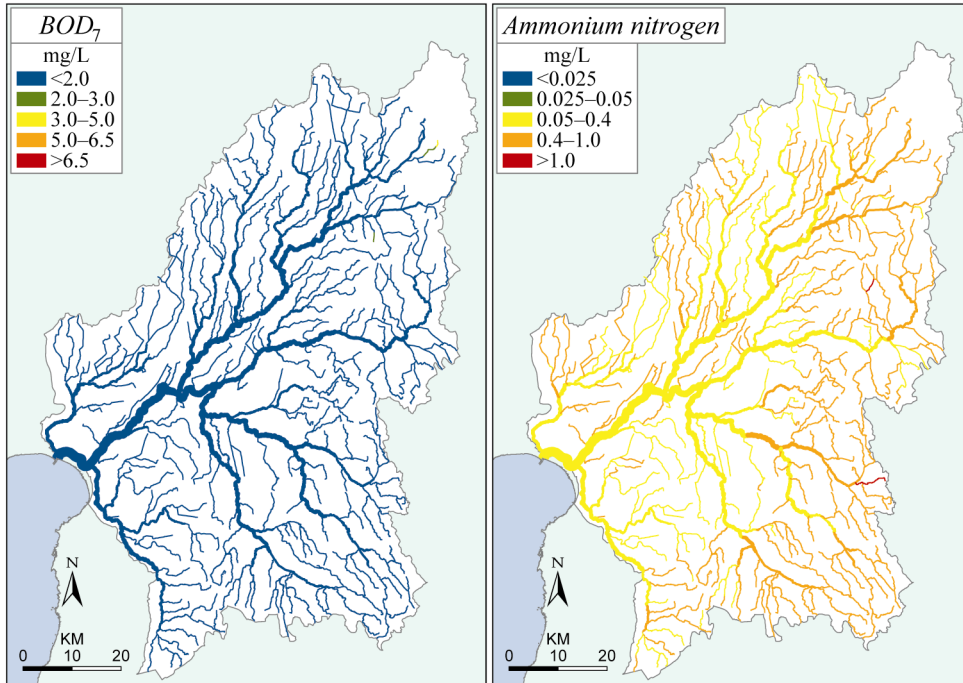 BOD₇
mg/L
<2.0
2.0–3.0
3.0–5.0
5.0–6.5
>6.5
N
KM
0 10 20
Ammonium nitrogen
mg/L
<0.025
0.025–0.05
0.05–0.4
0.4–1.0
>1.0
N
KM
0 10 20